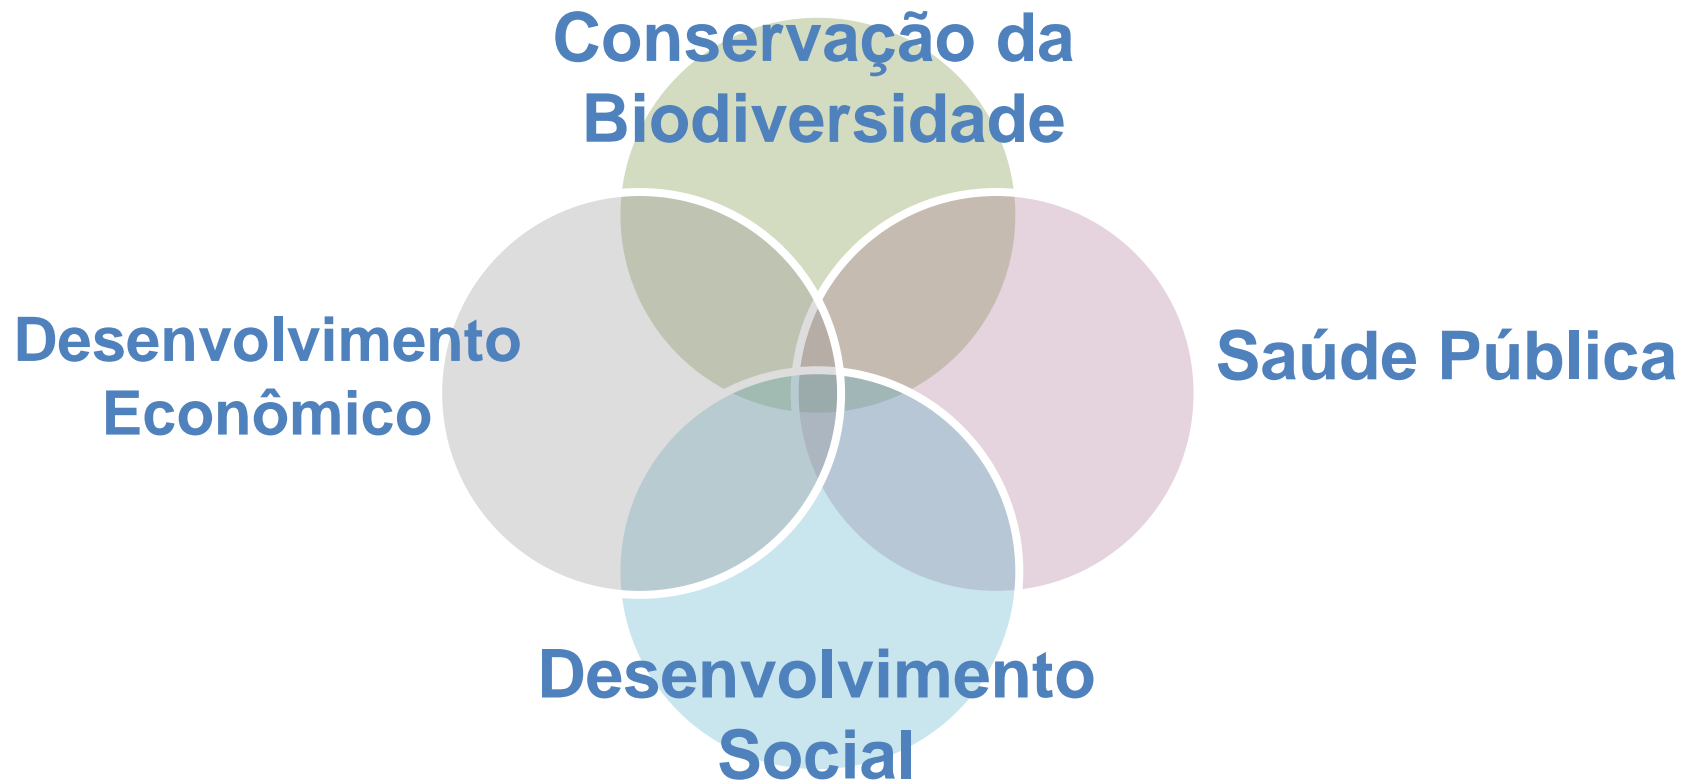 Conservação da
Biodiversidade
Desenvolvimento
Econômico
Saúde Pública
Desenvolvimento
Social